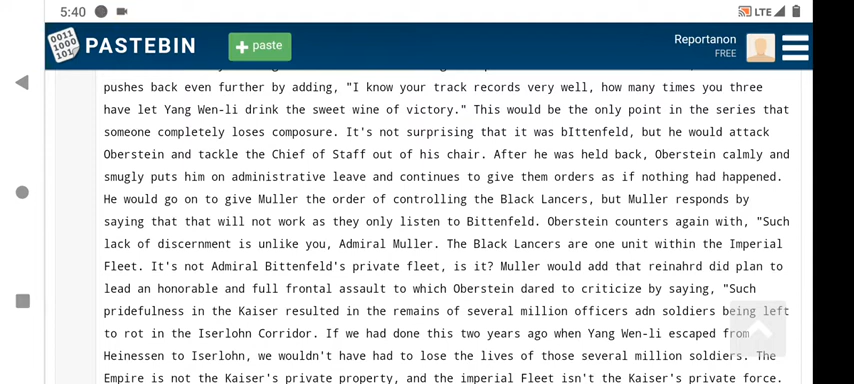 5:40 LTE
PASTEBIN + paste Reportanon
FREE
pushes back even further by adding, "I know your track records very well, how many times you three
have let Yang Wen-li drink the sweet wine of victory." This would be the only point in the series that
someone completely loses composure. It's not surprising that it was bIttenfeld, but he would attack
Oberstein and tackle the Chief of Staff out of his chair. After he was held back, Oberstein calmly and
smugly puts him on administrative leave and continues to give them orders as if nothing had happened.
He would go on to give Muller the order of controlling the Black Lancers, but Muller responds by
saying that that will not work as they only listen to Bittenfeld. Oberstein counters again with, "Such
lack of discernment is unlike you, Admiral Muller. The Black Lancers are one unit within the Imperial
Fleet. It's not Admiral Bittenfeld's private fleet, is it? Muller would add that reinahrd did plan to
lead an honorable and full frontal assault to which Oberstein dared to criticize by saying, "Such
pridefulness in the Kaiser resulted in the remains of several million officers adn soldiers being left
to rot in the Iserlohn Corridor. If we had done this two years ago when Yang Wen-li escaped from
Heinessen to Iserlohn, we wouldn't have had to lose the lives of those several million soldiers. The
Empire is not the Kaiser's private property, and the imperial Fleet isn't the Kaiser's private force.